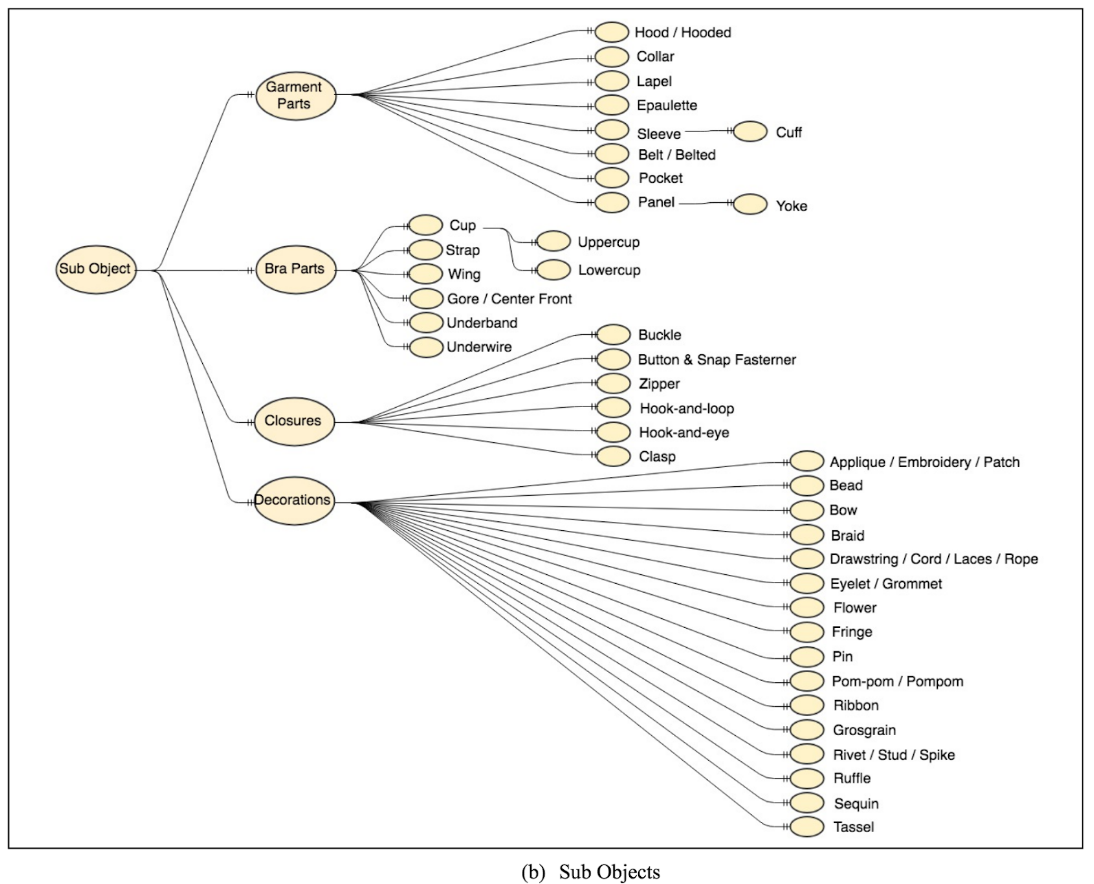 Hood / Hooded
Collar
Garment
Parts
Lapel
Epaulette
Sleeve
Cuff
Belt / Belted
Pocket
Panel
Yoke
Sub Object
Bra Parts
Cup
Uppercup
Strap
Lowercup
Wing
Gore / Center Front
Underband
Underwire
Closures
Buckle
Button & Snap Fasterner
Zipper
Hook-and-loop
Hook-and-eye
Clasp
Decorations
Applique / Embroidery / Patch
Bead
Bow
Braid
Drawstring / Cord / Laces / Rope
Eyelet / Grommet
Flower
Fringe
Pin
Pom-pom / Pompom
Ribbon
Grosgrain
Rivet / Stud / Spike
Ruffle
Sequin
Tassel
(b) Sub Objects